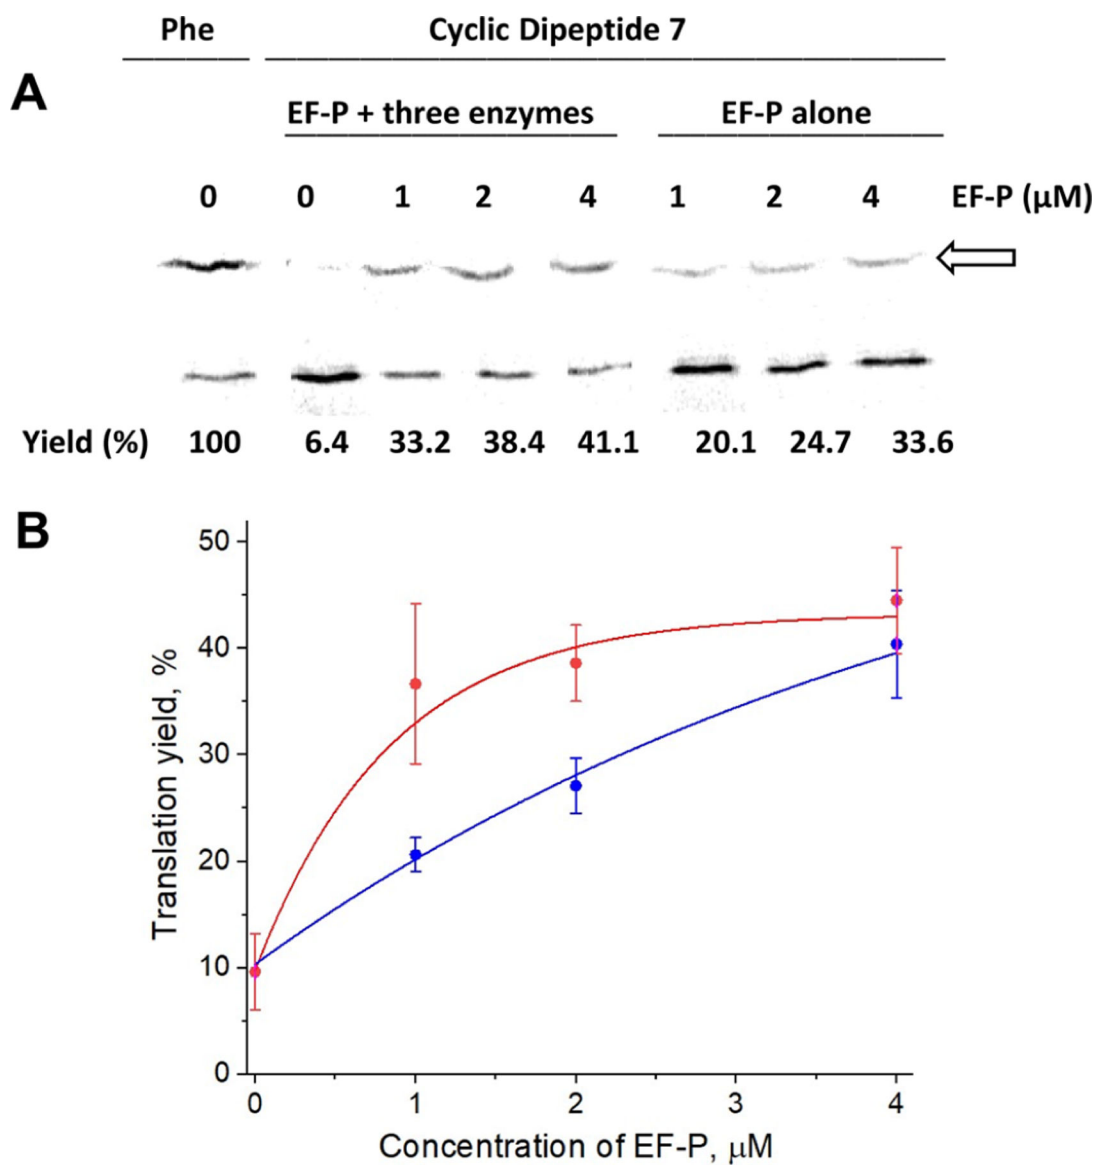 Phe Cyclic Dipeptide 7
A
EF-P + three enzymes EF-P alone
0 0 1 2 4 1 2 4 EF-P (µM)
Yield (%) 100 6.4 33.2 38.4 41.1 20.1 24.7 33.6
B
50
40
30
20
10
0
Translation yield, %
0 1 2 3 4
Concentration of EF-P, µM